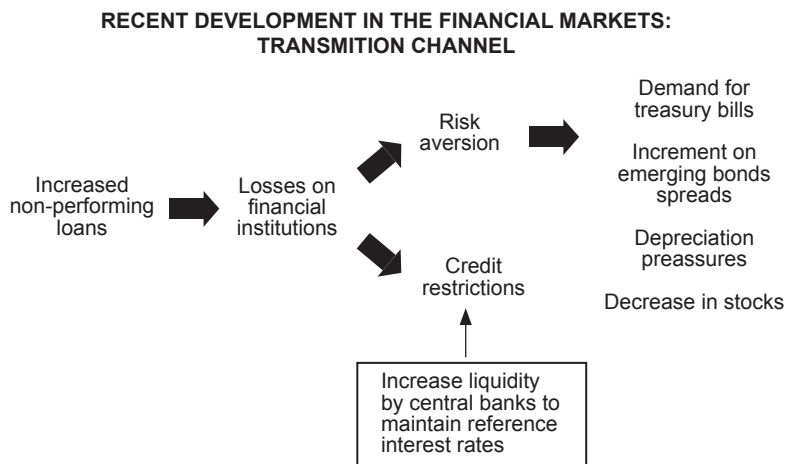 RECENT DEVELOPMENT IN THE FINANCIAL MARKETS:
TRANSMITION CHANNEL
Increased
non-performing
loans
Losses on
financial
institutions
Risk
aversion
Credit
restrictions
Demand for
treasury bills
Increment on
emerging bonds
spreads
Depreciation
preassures
Decrease in stocks
Increase liquidity
by central banks to
maintain reference
interest rates